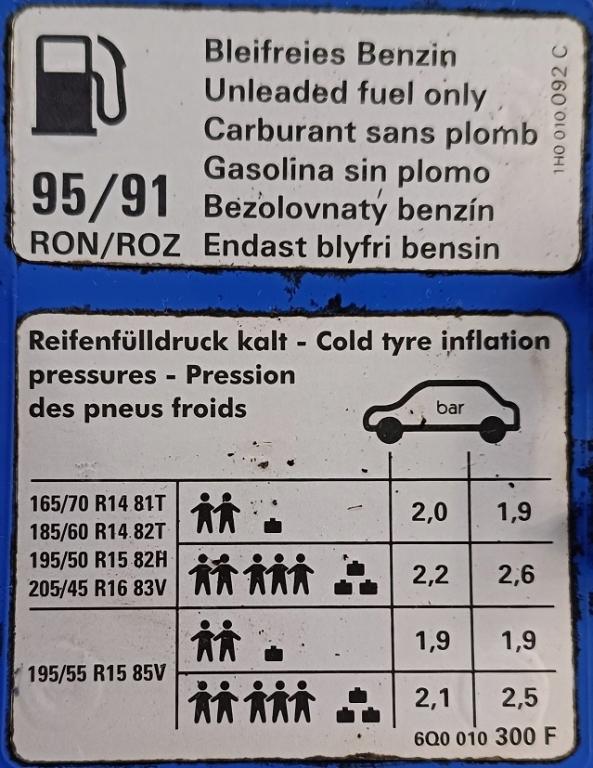 Bleifreies Benzin
Unleaded fuel only
Carburant sans plomb
Gasolina sin plomo
95/91 Bezolovnatý benzín
RON/ROZ Endast blyfri bensin
1H0 010 092 C
Reifenfülldruck kalt - Cold tyre inflation
pressures - Pression
des pneus froids
bar
165/70 R14 81T
185/60 R14 82T
195/50 R15 82H
205/45 R16 83V
2,0 1,9
2,2 2,6
195/55 R15 85V
1,9 1,9
2,1 2,5
6Q0 010 300 F